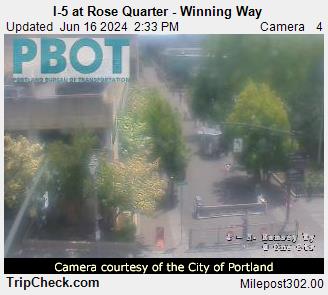 I-5 at Rose Quarter - Winning Way
Updated  Jun 16 2024  2:33 PM  Camera  4
PBOT
PORTLAND BUREAU OF TRANSPORTATION
Camera courtesy of the City of Portland
TripCheck.com  Milepost302.00